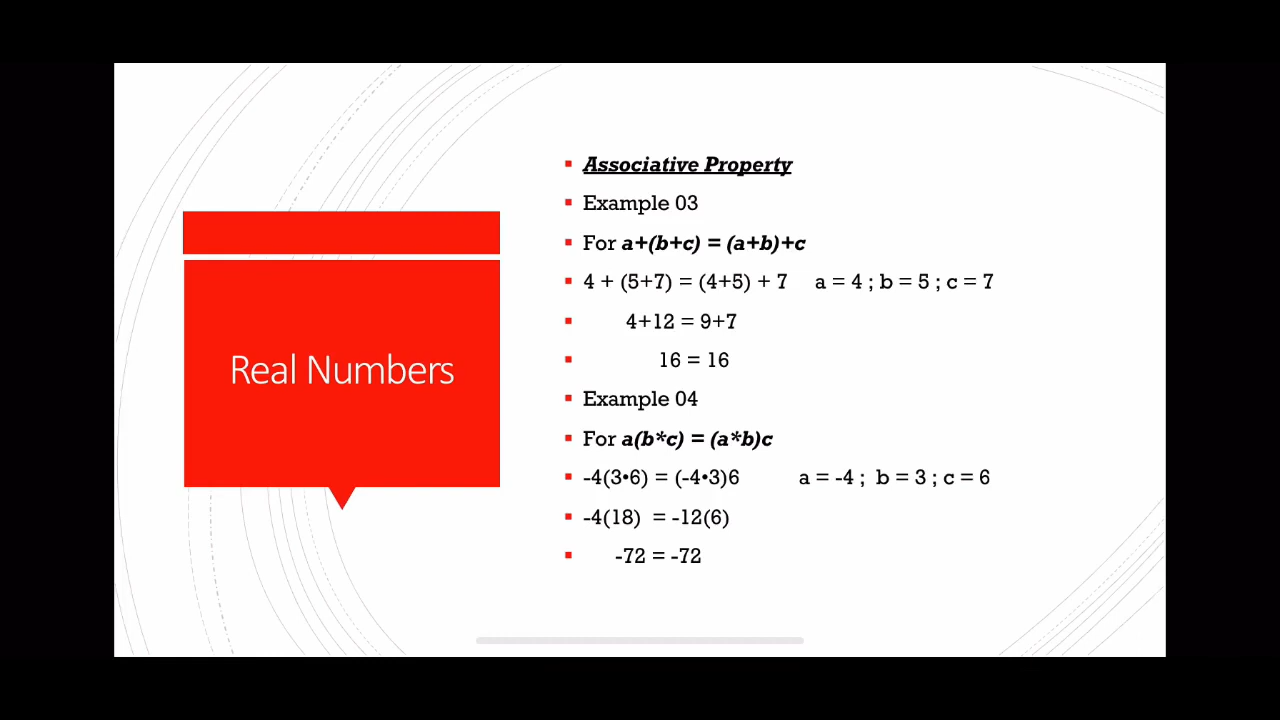 Real Numbers
Associative Property
Example 03
For a+(b+c) = (a+b)+c
4 + (5+7) = (4+5) + 7 a = 4 ; b = 5 ; c = 7
4+12 = 9+7
16 = 16
Example 04
For a(b*c) = (a*b)c
-4(3•6) = (-4•3)6 a = -4 ; b = 3 ; c = 6
-4(18) = -12(6)
-72 = -72